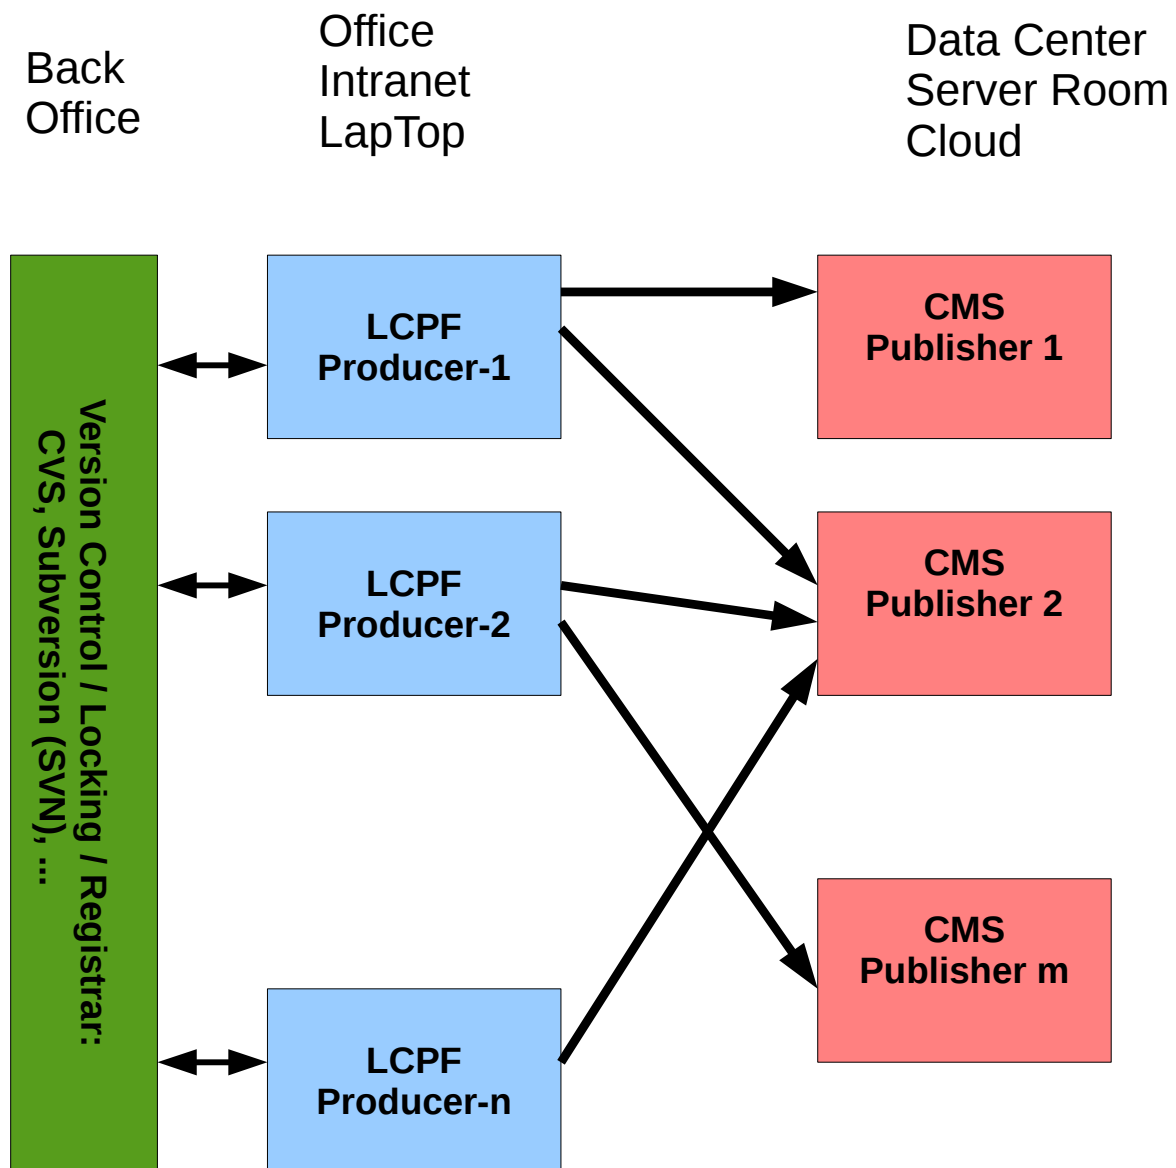 Back
Office
Office
Intranet
LapTop
Data Center
Server Room
Cloud
Version Control / Locking / Registrar:
CVS, Subversion (SVN), ...
LCPF
Producer-1
CMS
Publisher 1
LCPF
Producer-2
CMS
Publisher 2
LCPF
Producer-n
CMS
Publisher m